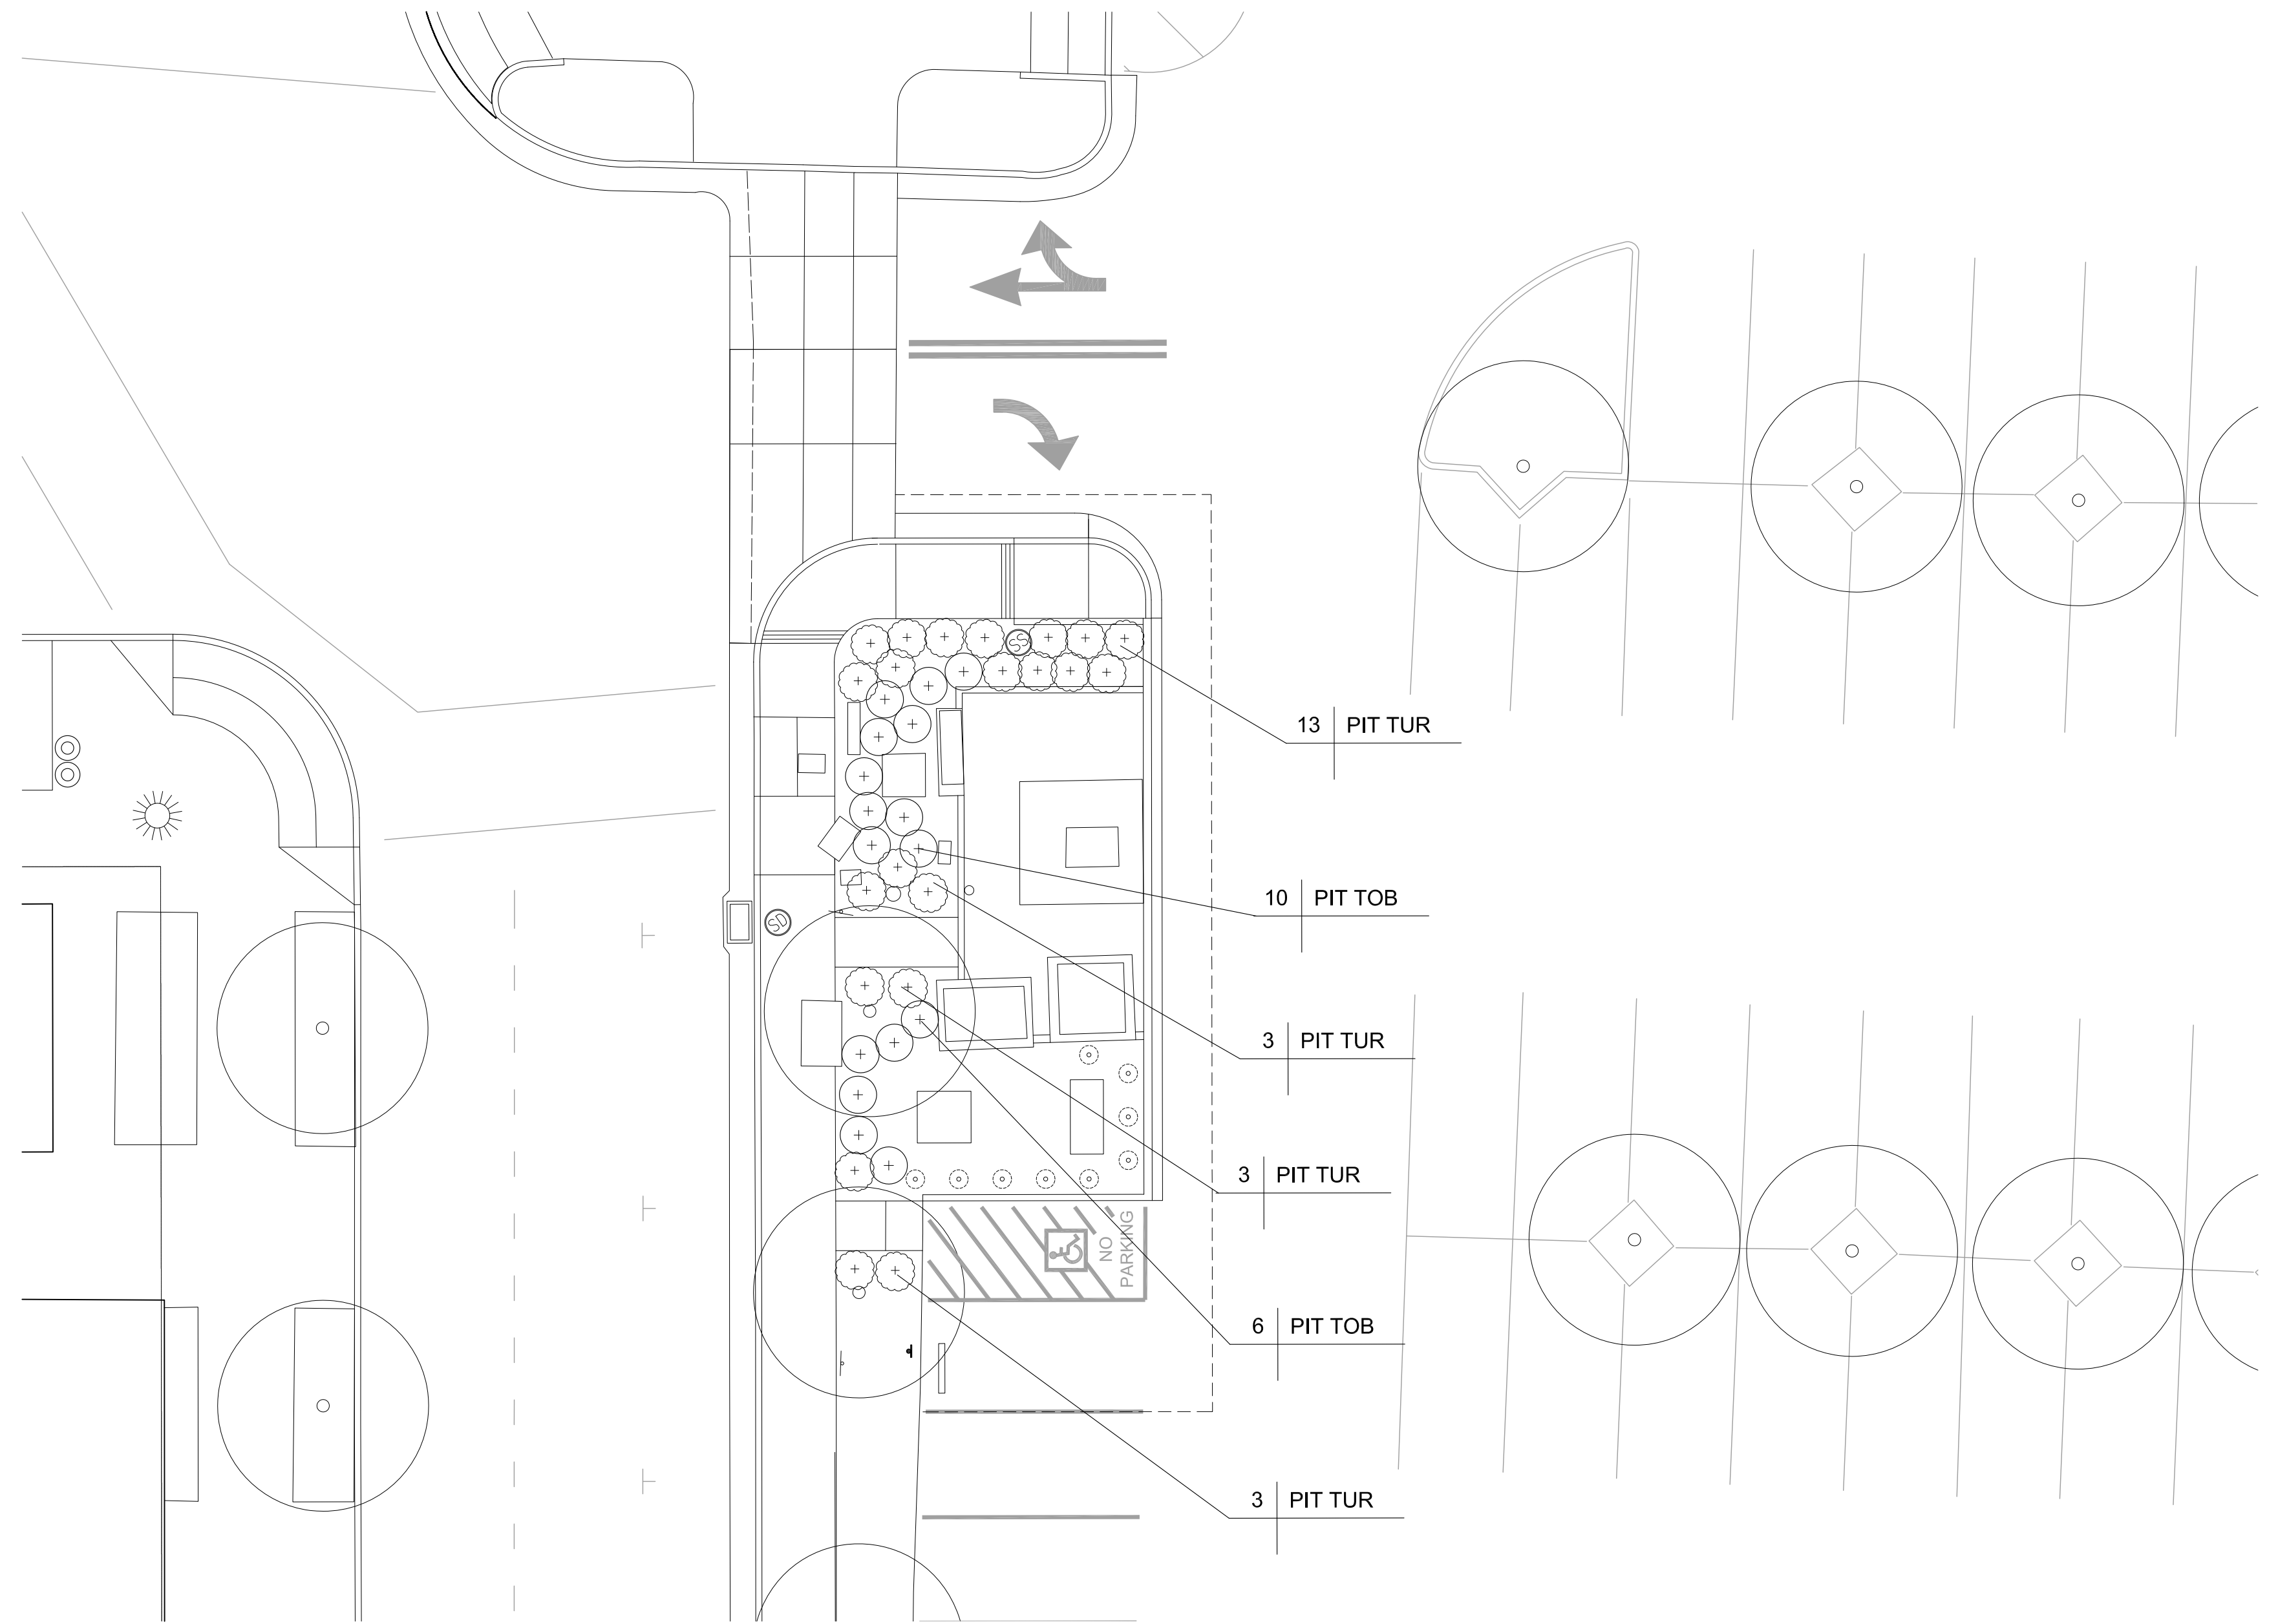 SS
13 PIT TUR
10 PIT TOB
SD
3 PIT TUR
3 PIT TUR
NO
PARKING
6 PIT TOB
3 PIT TUR